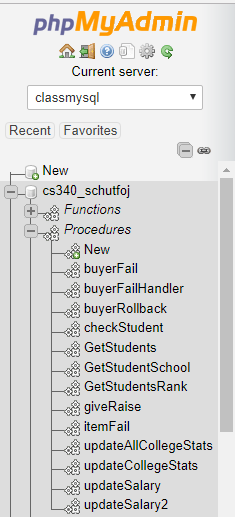 phpMyAdmin
Current server:
classmysql
Recent Favorites
New
cs340_schutfoj
Functions
Procedures
New
buyerFail
buyerFailHandler
buyerRollback
checkStudent
GetStudents
GetStudentSchool
GetStudentsRank
giveRaise
itemFail
updateAllCollegeStats
updateCollegeStats
updateSalary
updateSalary2